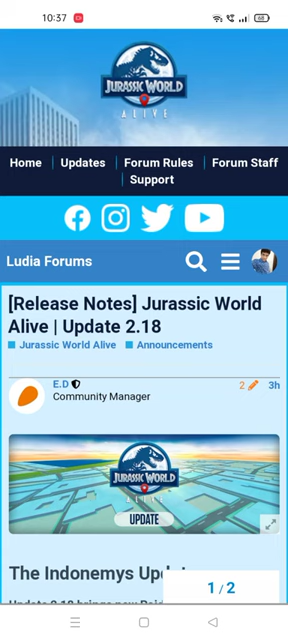 10:37
68
JURASSIC WORLD
ALIVE
Home
Updates
Forum Rules
Forum Staff
Support
Ludia Forums
[Release Notes] Jurassic World
Alive | Update 2.18
Jurassic World Alive
Announcements
E.D
2
3h
Community Manager
JURASSIC WORLD
ALIVE
UPDATE
The Indonemys
1 / 2